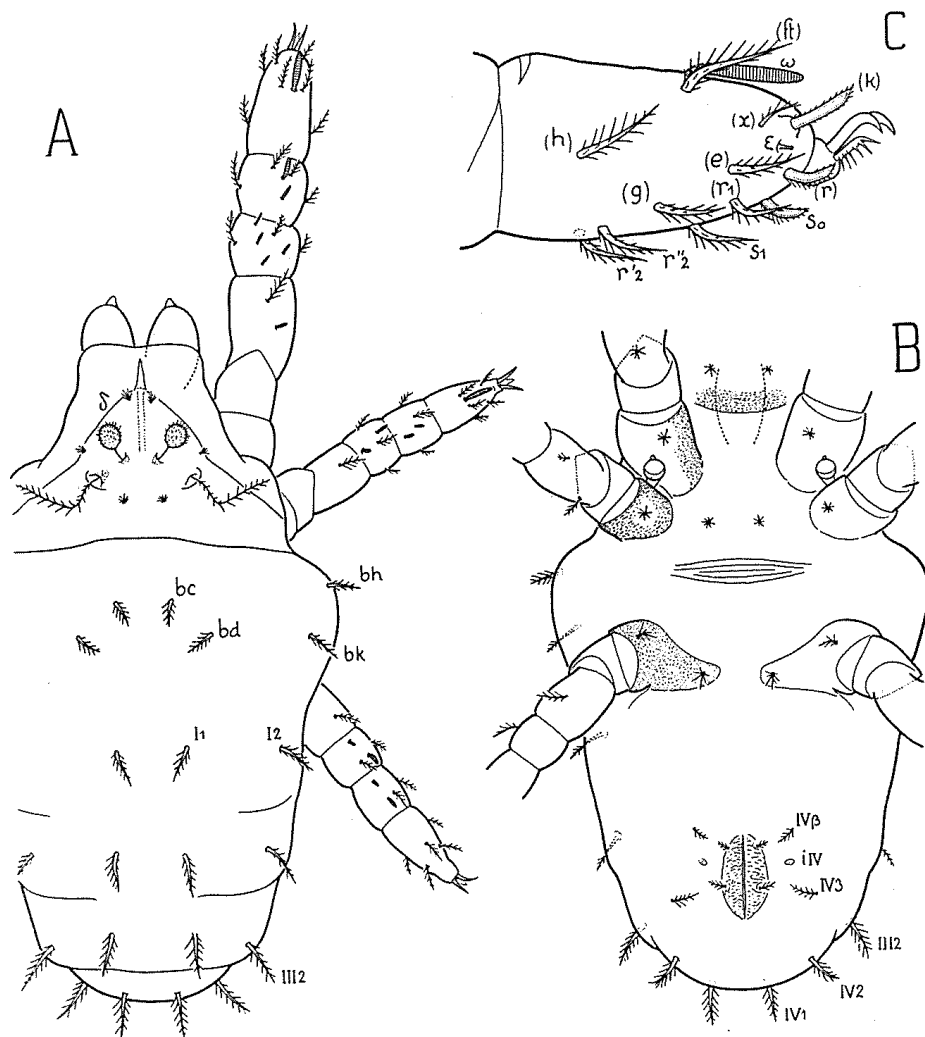 A
δ
bh
bc
bd
bk
I1
I2
III2
C
(ft)
ω
(k)
(x)
(h)
ε
(e)
(r)
(r1)
(g)
s0
s1
r'2
r"2
B
IVβ
iIV
IV3
III2
IV2
IV1